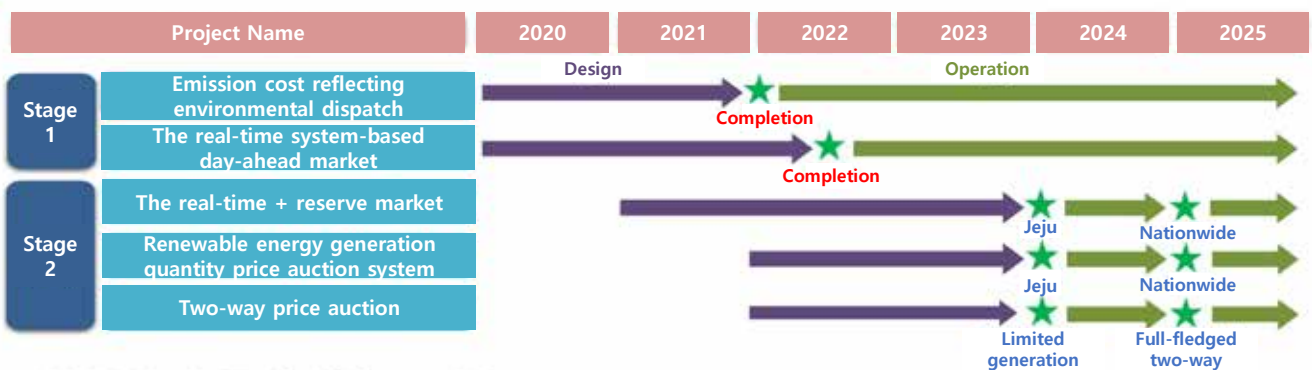 Project Name 2020 2021 2022 2023 2024 2025
Design Operation
Stage
1
Emission cost reflecting
environmental dispatch
Completion
The real-time system-based
day-ahead market
Completion
Stage
2
The real-time + reserve market
Jeju Nationwide
Renewable energy generation
quantity price auction system
Jeju Nationwide
Two-way price auction
Limited
generation
Full-fledged
two-way